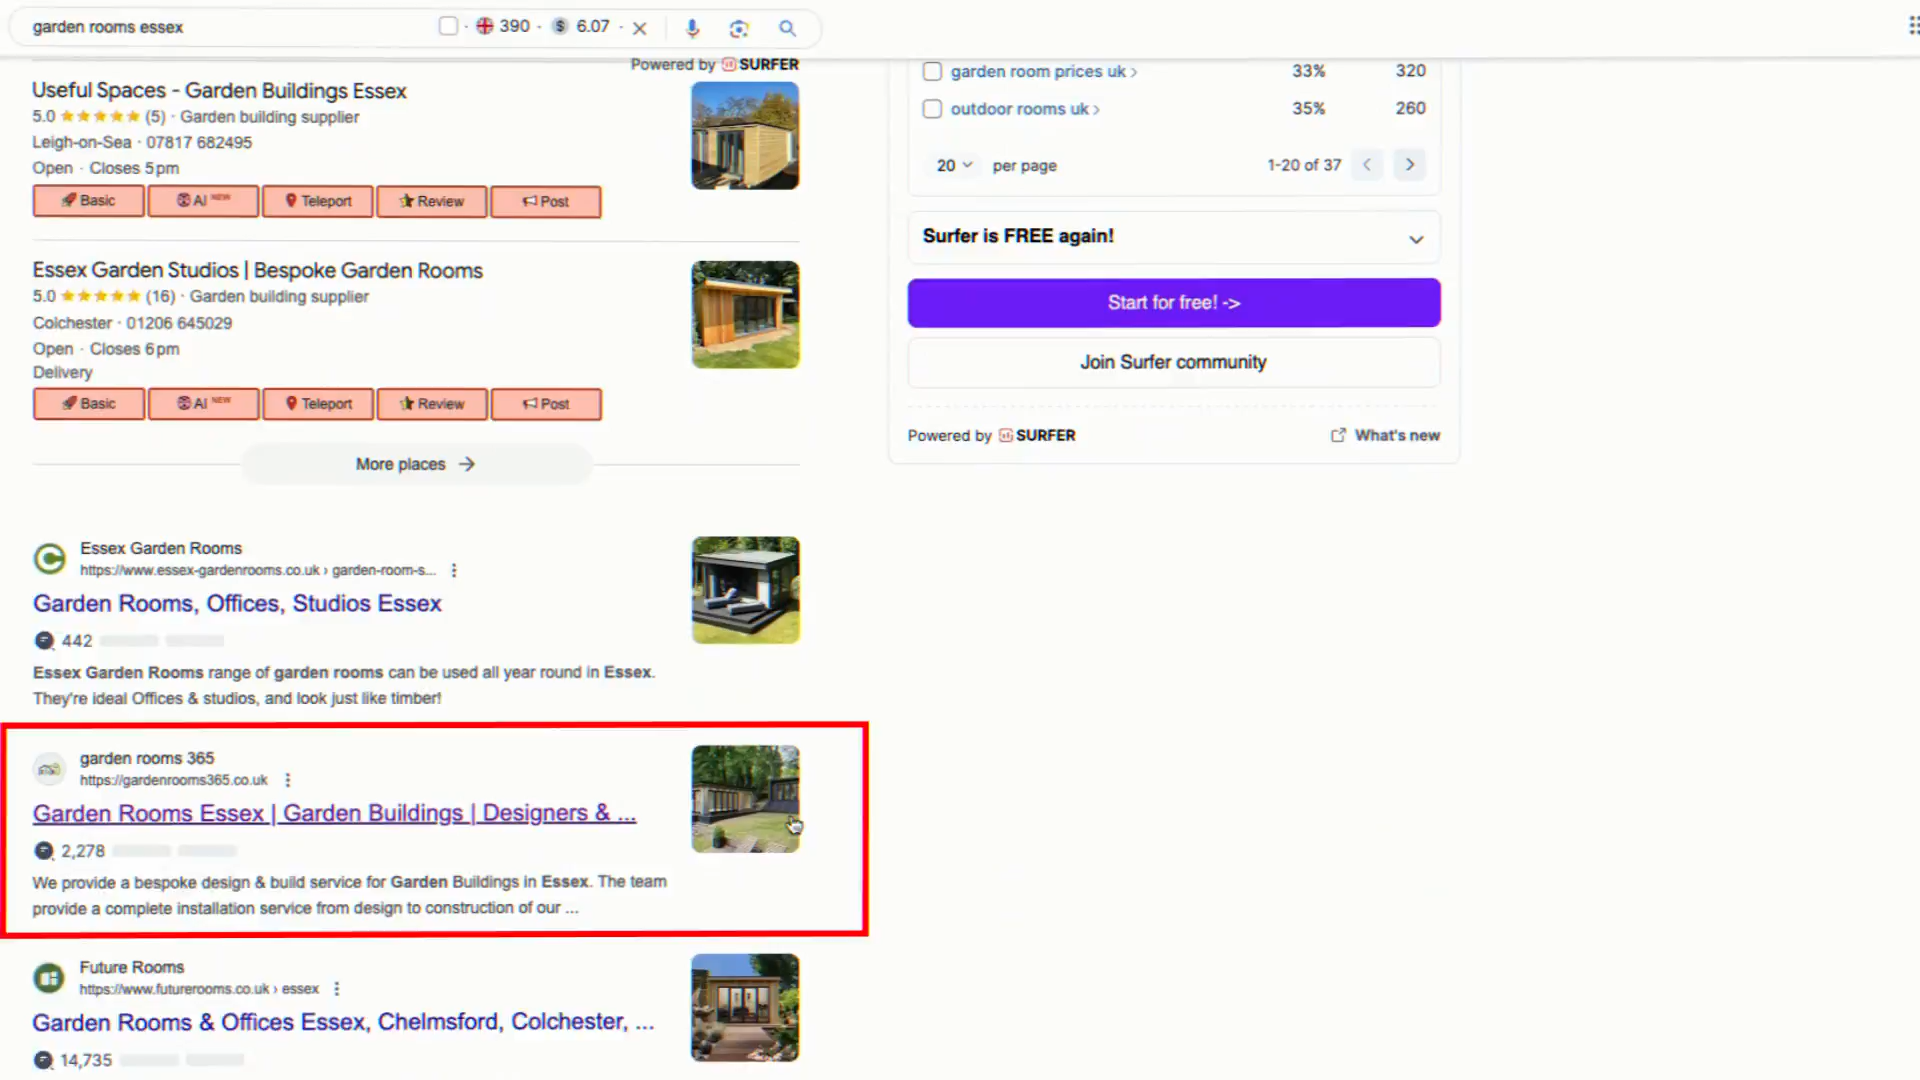 garden rooms essex
· 390 · $ 6.07 ·
Powered by SURFER
Useful Spaces - Garden Buildings Essex
5.0 (5) · Garden building supplier
Leigh-on-Sea · 07817 682495
Open · Closes 5 pm
Basic
AI NEW
Teleport
Review
Post
Essex Garden Studios | Bespoke Garden Rooms
5.0 (16) · Garden building supplier
Colchester · 01206 645029
Open · Closes 6 pm
Delivery
Basic
AI NEW
Teleport
Review
Post
More places →
Essex Garden Rooms
https://www.essex-gardenrooms.co.uk › garden-room-s...
Garden Rooms, Offices, Studios Essex
442
Essex Garden Rooms range of garden rooms can be used all year round in Essex.
They're ideal Offices & studios, and look just like timber!
garden rooms 365
https://gardenrooms365.co.uk
Garden Rooms Essex | Garden Buildings | Designers & ...
2,278
We provide a bespoke design & build service for Garden Buildings in Essex. The team
provide a complete installation service from design to construction of our ...
Future Rooms
https://www.futurerooms.co.uk › essex
Garden Rooms & Offices Essex, Chelmsford, Colchester, ...
14,735
garden room prices uk › 33% 320
outdoor rooms uk › 35% 260
20 per page 1-20 of 37
Surfer is FREE again!
Start for free! ->
Join Surfer community
Powered by SURFER
What's new